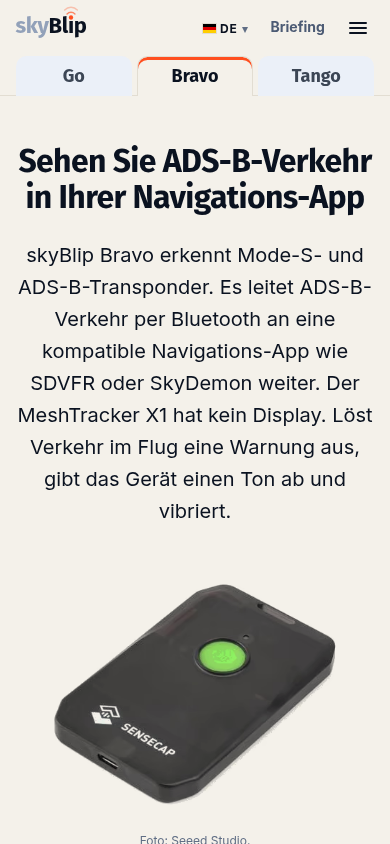 skyBlip
DE ▾
Briefing
Go
Bravo
Tango
Sehen Sie ADS-B-Verkehr
in Ihrer Navigations-App
skyBlip Bravo erkennt Mode-S- und
ADS-B-Transponder. Es leitet ADS-B-
Verkehr per Bluetooth an eine
kompatible Navigations-App wie
SDVFR oder SkyDemon weiter. Der
MeshTracker X1 hat kein Display. Löst
Verkehr im Flug eine Warnung aus,
gibt das Gerät einen Ton ab und
vibriert.
SENSECAP
Foto: Seeed Studio.